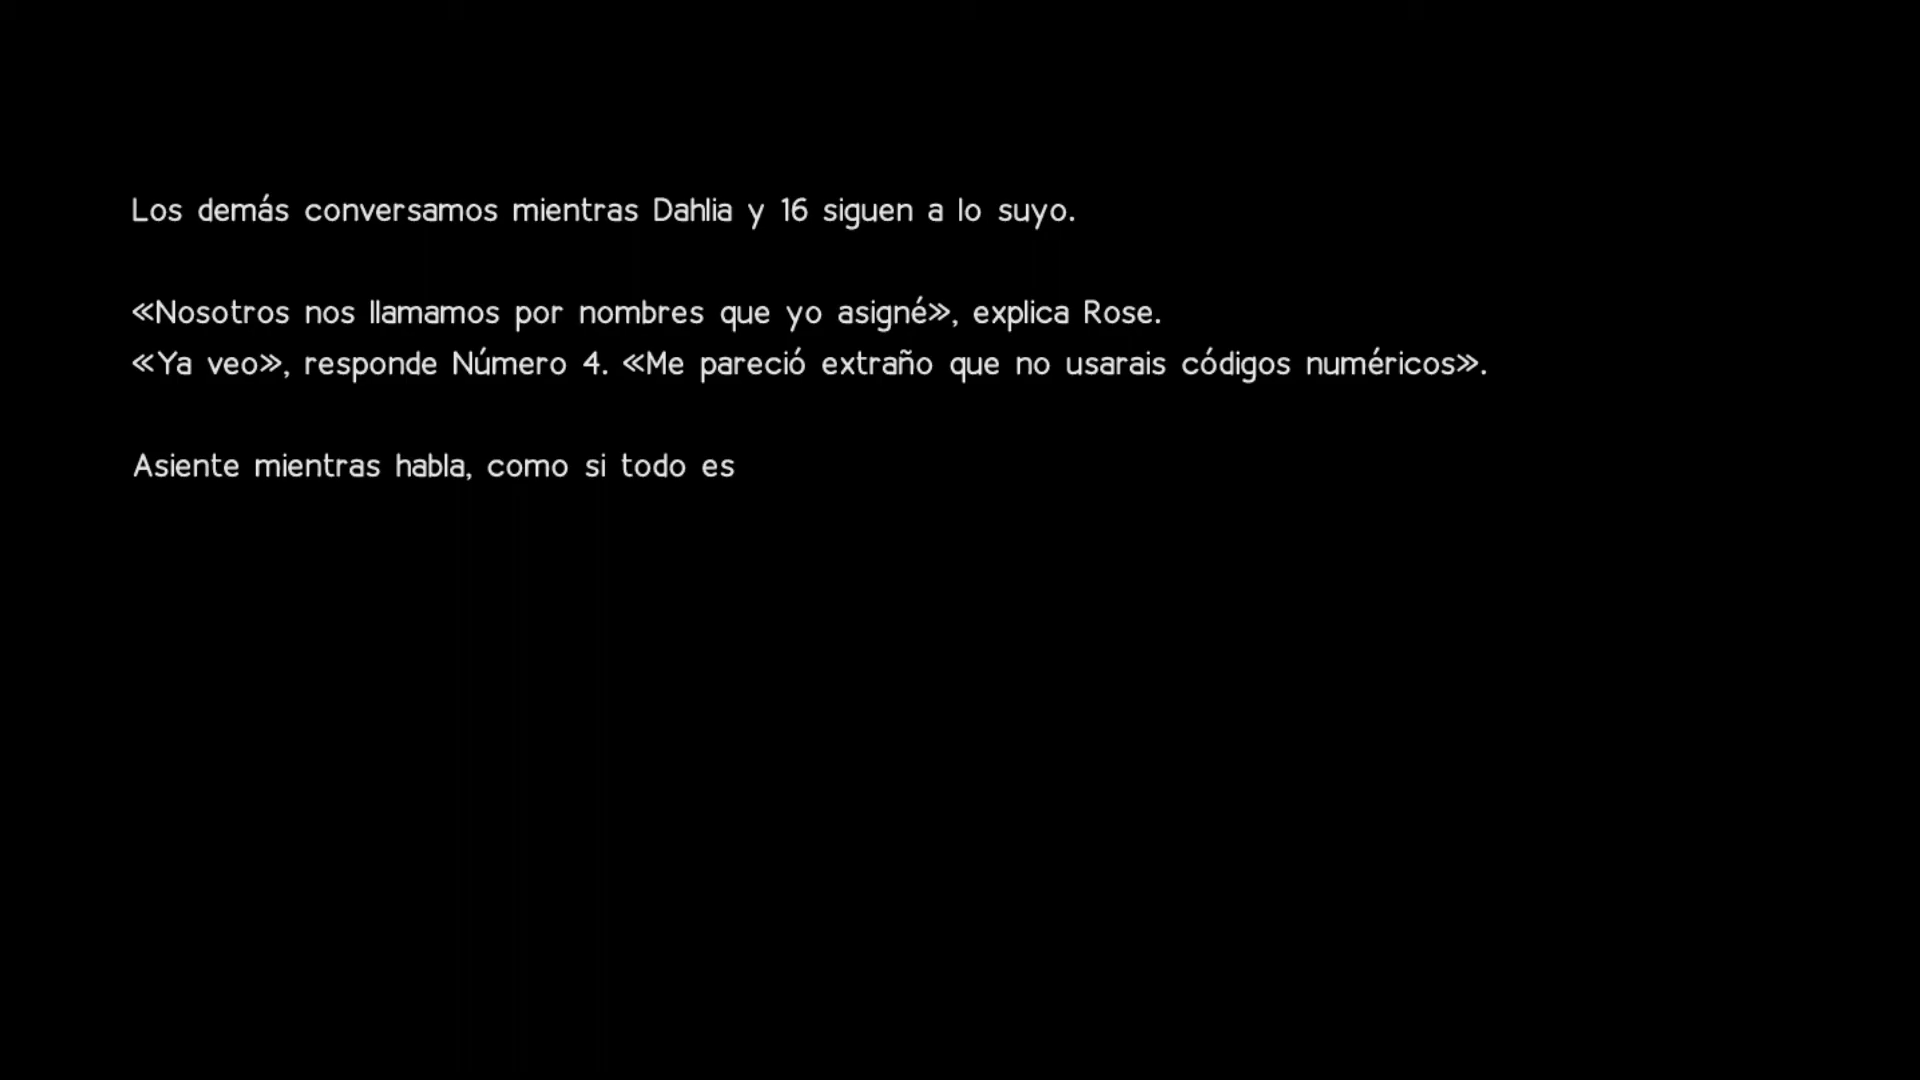 Los demás conversamos mientras Dahlia y 16 siguen a lo suyo.
«Nosotros nos llamamos por nombres que yo asigné», explica Rose.
«Ya veo», responde Número 4. «Me pareció extraño que no usarais códigos numéricos».
Asiente mientras habla, como si todo es